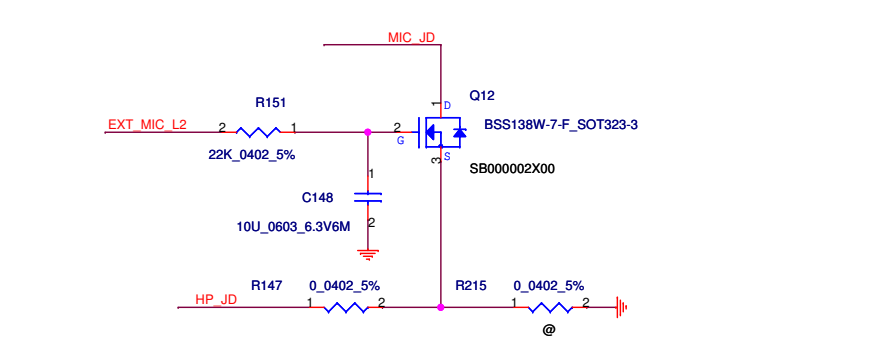 MIC_JD
1
D
Q12
R151
EXT_MIC_L2
2
1
2
G
BSS138W-7-F_SOT323-3
22K_0402_5%
3
S
SB000002X00
1
C148
10U_0603_6.3V6M
2
R147
0_0402_5%
R215
0_0402_5%
HP_JD
1
2
1
2
@